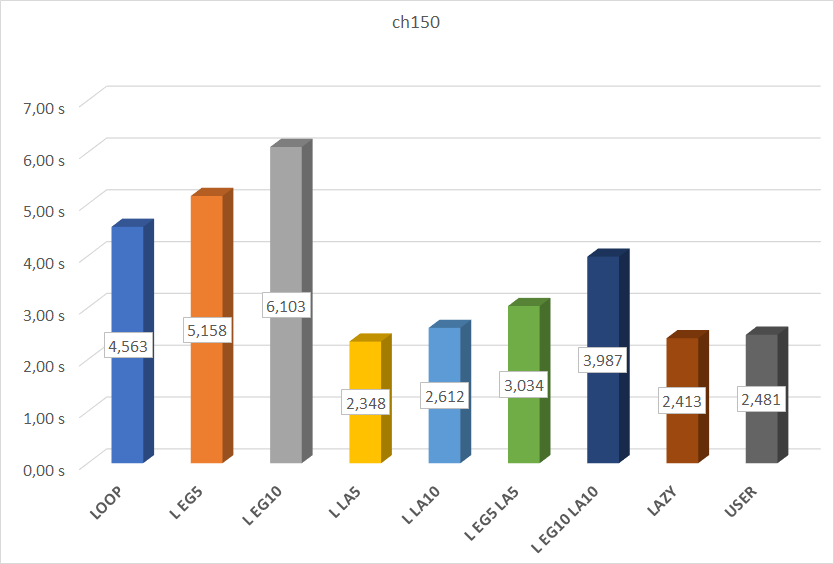 ch150
7,00 s
6,00 s
5,00 s
4,00 s
3,00 s
2,00 s
1,00 s
0,00 s
4,563
5,158
6,103
2,348
2,612
3,034
3,987
2,413
2,481
LOOP
L EG5
L EG10
L LA5
L LA10
L EG5 LA5
L EG10 LA10
LAZY
USER